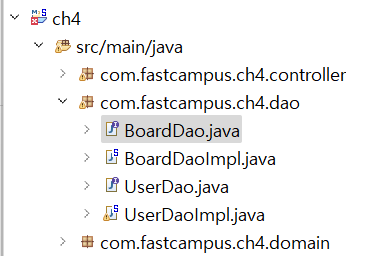 ch4
src/main/java
com.fastcampus.ch4.controller
com.fastcampus.ch4.dao
BoardDao.java
BoardDaoImpl.java
UserDao.java
UserDaoImpl.java
com.fastcampus.ch4.domain